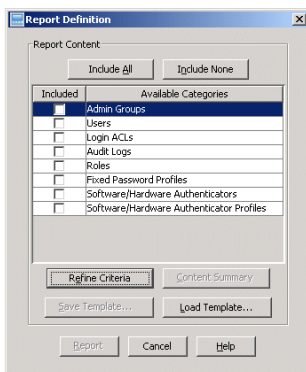 Report Definition
Report Content
Include All
Include None
Included
Available Categories
Admin Groups
Users
Login ACLs
Audit Logs
Roles
Fixed Password Profiles
Software/Hardware Authenticators
Software/Hardware Authenticator Profiles
Refine Criteria
Content Summary
Save Template...
Load Template...
Report
Cancel
Help